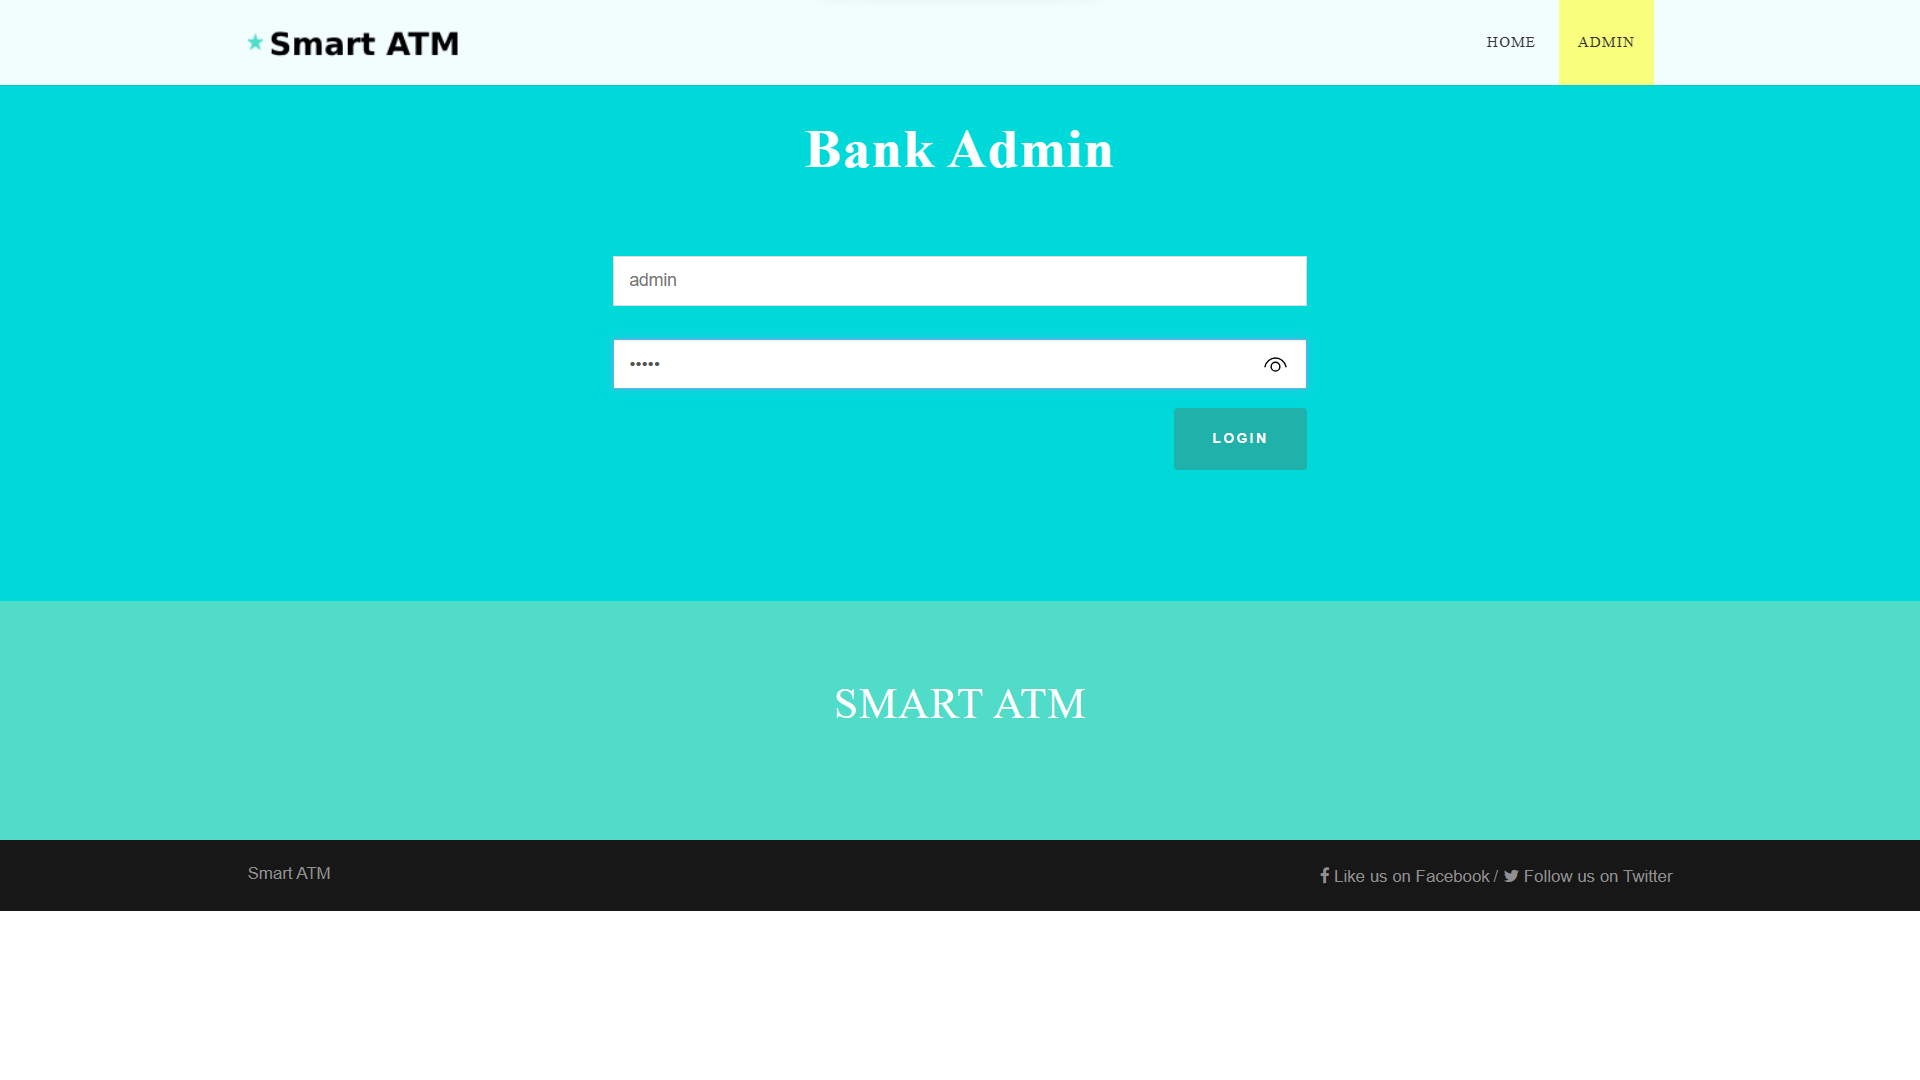 Smart ATM
HOME
ADMIN
Bank Admin
admin
•••••
LOGIN
SMART ATM
Smart ATM
Like us on Facebook / Follow us on Twitter